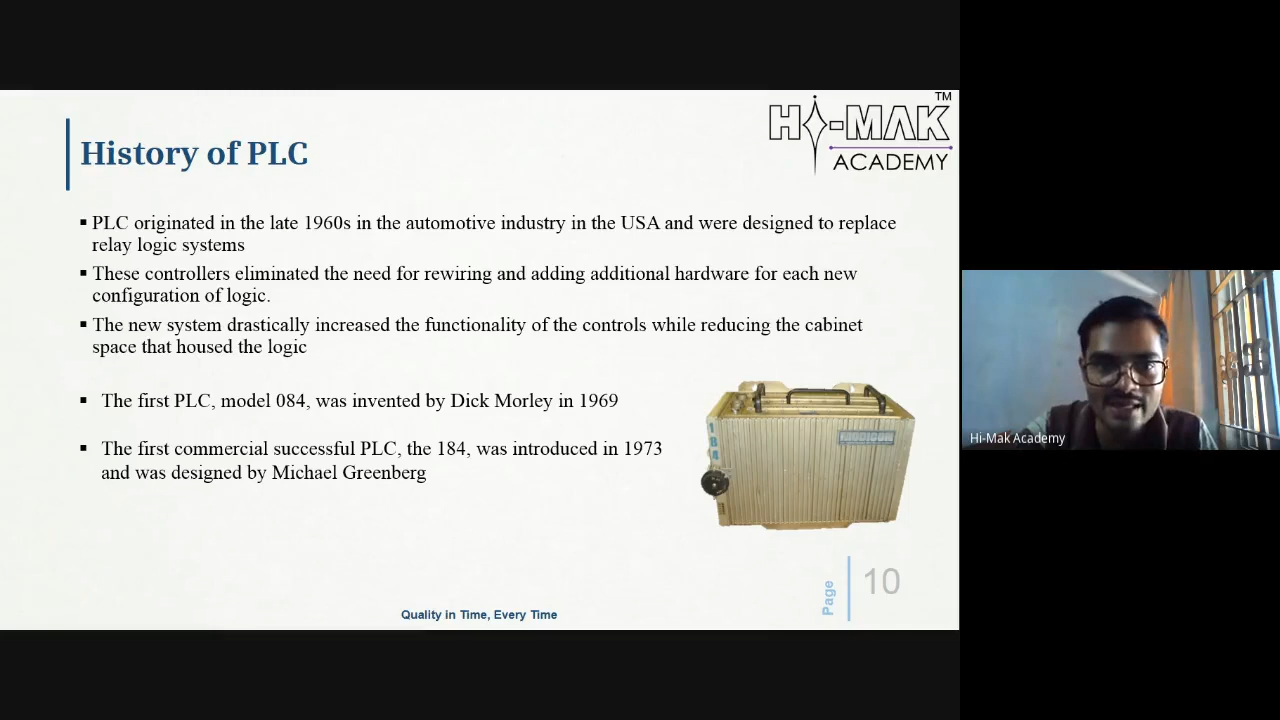 HI-MAK
TM
ACADEMY
History of PLC
▪ PLC originated in the late 1960s in the automotive industry in the USA and were designed to replace
relay logic systems
▪ These controllers eliminated the need for rewiring and adding additional hardware for each new
configuration of logic.
▪ The new system drastically increased the functionality of the controls while reducing the cabinet
space that housed the logic
▪ The first PLC, model 084, was invented by Dick Morley in 1969
▪ The first commercial successful PLC, the 184, was introduced in 1973
and was designed by Michael Greenberg
184
MODICON
Page
10
Quality in Time, Every Time
Hi-Mak Academy